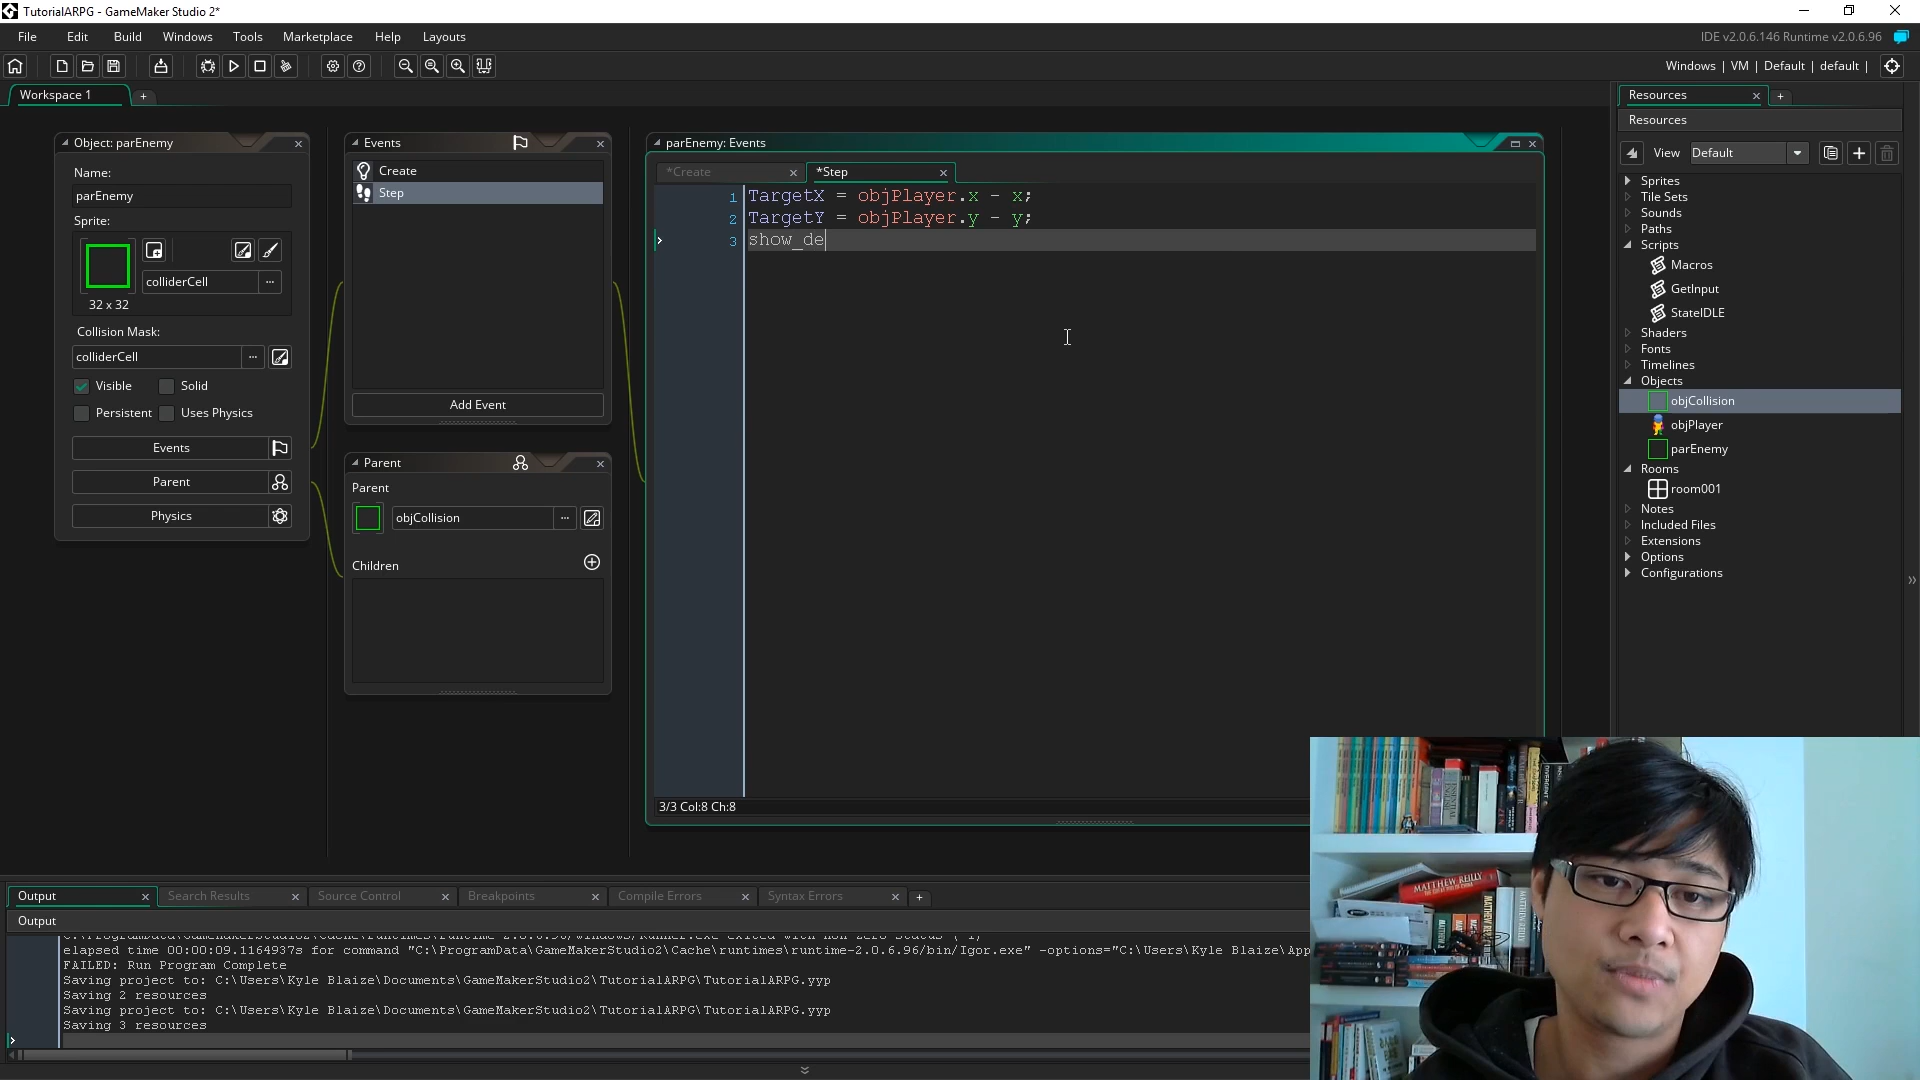 TutorialARPG - GameMaker Studio 2*
File Edit Build Windows Tools Marketplace Help Layouts
IDE v2.0.6.146 Runtime v2.0.6.96
Windows | VM | Default | default |
Workspace 1
Object: parEnemy
Name:
parEnemy
Sprite:
colliderCell
32 x 32
Collision Mask:
colliderCell
Visible Solid
Persistent Uses Physics
Events
Parent
Physics
Events
Create
Step
Add Event
Parent
Parent
objCollision
Children
parEnemy: Events
*Create *Step
1 TargetX = objPlayer.x - x;
2 TargetY = objPlayer.y - y;
3 show_de
3/3 Col:8 Ch:8
Resources
Resources
View Default
Sprites
Tile Sets
Sounds
Paths
Scripts
Macros
GetInput
StateIDLE
Shaders
Fonts
Timelines
Objects
objCollision
objPlayer
parEnemy
Rooms
room001
Notes
Included Files
Extensions
Options
Configurations
Output Search Results Source Control Breakpoints Compile Errors Syntax Errors
Output
elapsed time 00:00:09.1164937s for command "C:\ProgramData\GameMakerStudio2\Cache\runtimes\runtime-2.0.6.96/bin/Igor.exe" -options="C:\Users\Kyle Blaize\App
FAILED: Run Program Complete
Saving project to: C:\Users\Kyle Blaize\Documents\GameMakerStudio2\TutorialARPG\TutorialARPG.yyp
Saving 2 resources
Saving project to: C:\Users\Kyle Blaize\Documents\GameMakerStudio2\TutorialARPG\TutorialARPG.yyp
Saving 3 resources
MATTHEW REILLY